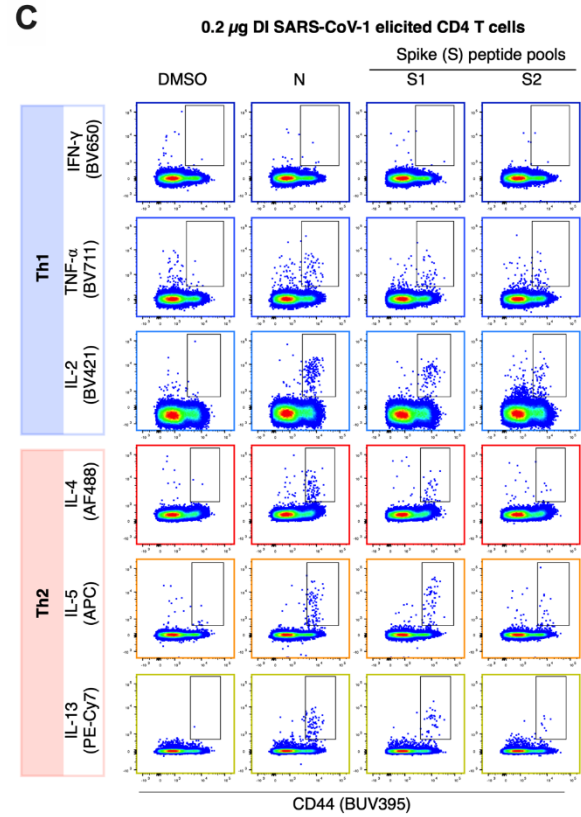 C
0.2 µg DI SARS-CoV-1 elicited CD4 T cells
Spike (S) peptide pools
DMSO N S1 S2
Th1
IFN-γ
(BV650)
TNF-α
(BV711)
IL-2
(BV421)
Th2
IL-4
(AF488)
IL-5
(APC)
IL-13
(PE-Cy7)
CD44 (BUV395)